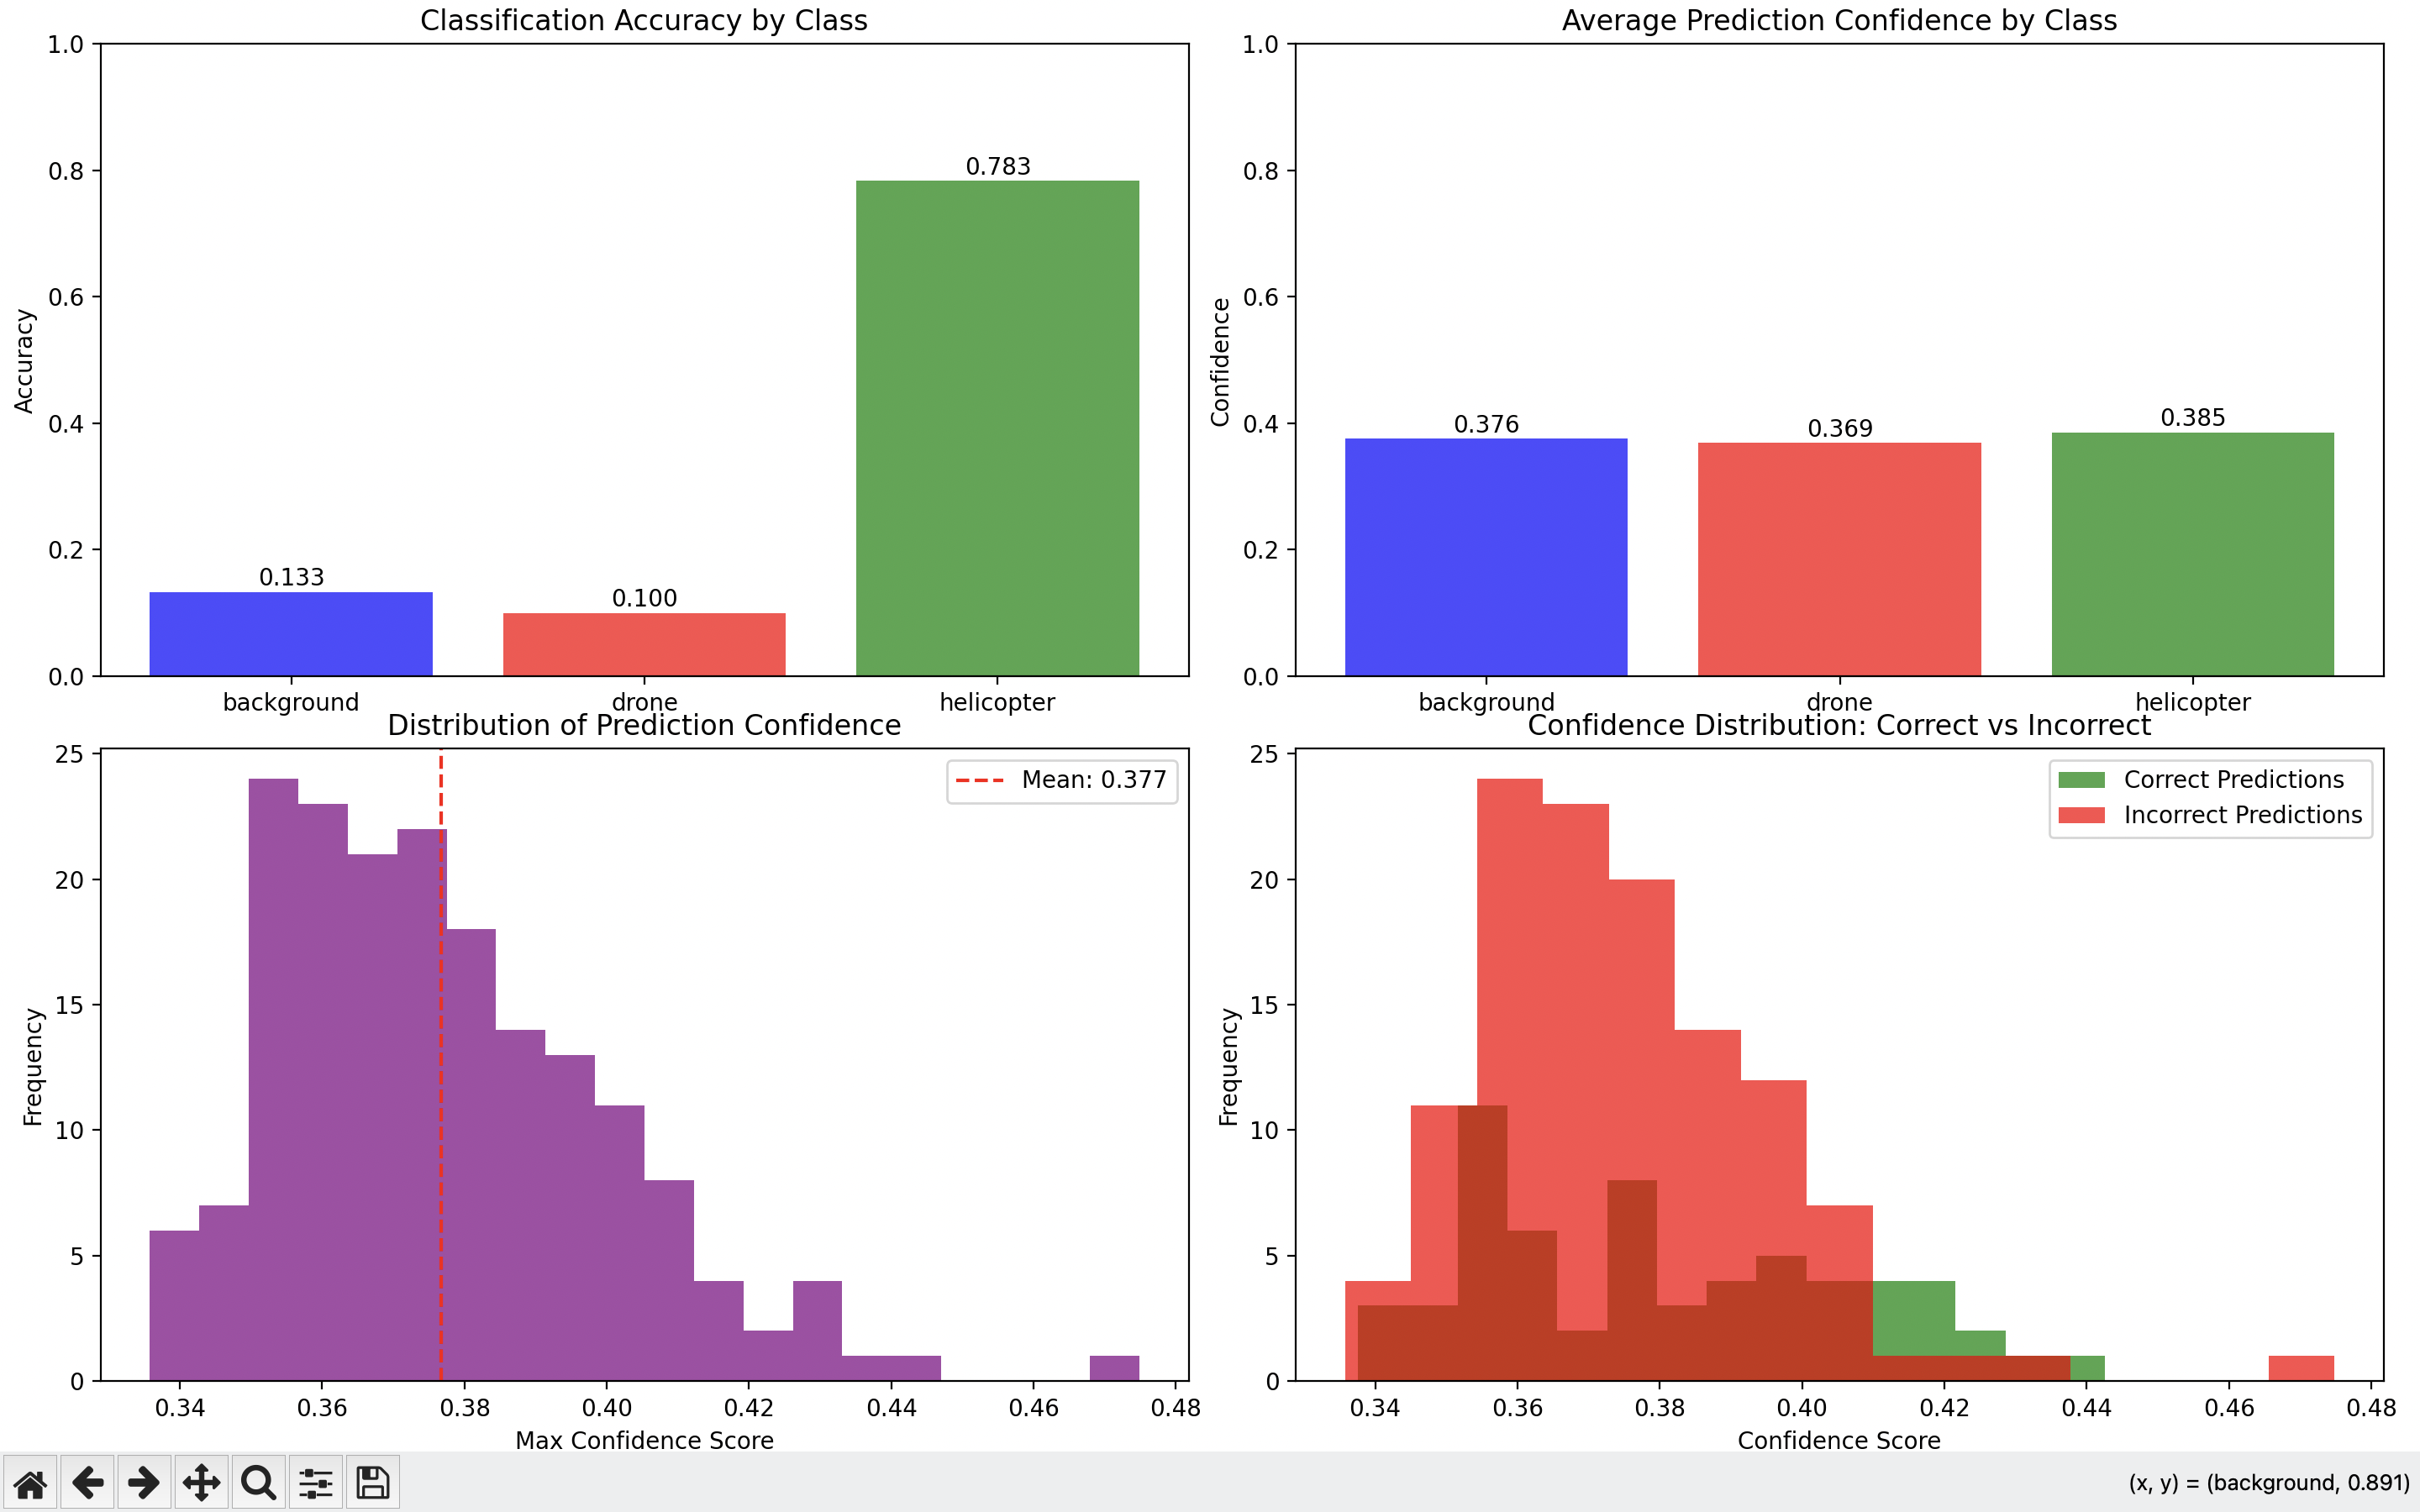 Classification Accuracy by Class
1.0
0.8
0.6
0.4
0.2
0.0
Accuracy
0.133
0.100
0.783
background drone helicopter
Average Prediction Confidence by Class
1.0
0.8
0.6
0.4
0.2
0.0
Confidence
0.376
0.369
0.385
background drone helicopter
Distribution of Prediction Confidence
25
20
15
10
5
0
Frequency
Mean: 0.377
0.34 0.36 0.38 0.40 0.42 0.44 0.46 0.48
Max Confidence Score
Confidence Distribution: Correct vs Incorrect
25
20
15
10
5
0
Frequency
Correct Predictions
Incorrect Predictions
0.34 0.36 0.38 0.40 0.42 0.44 0.46 0.48
Confidence Score
(x, y) = (background, 0.891)